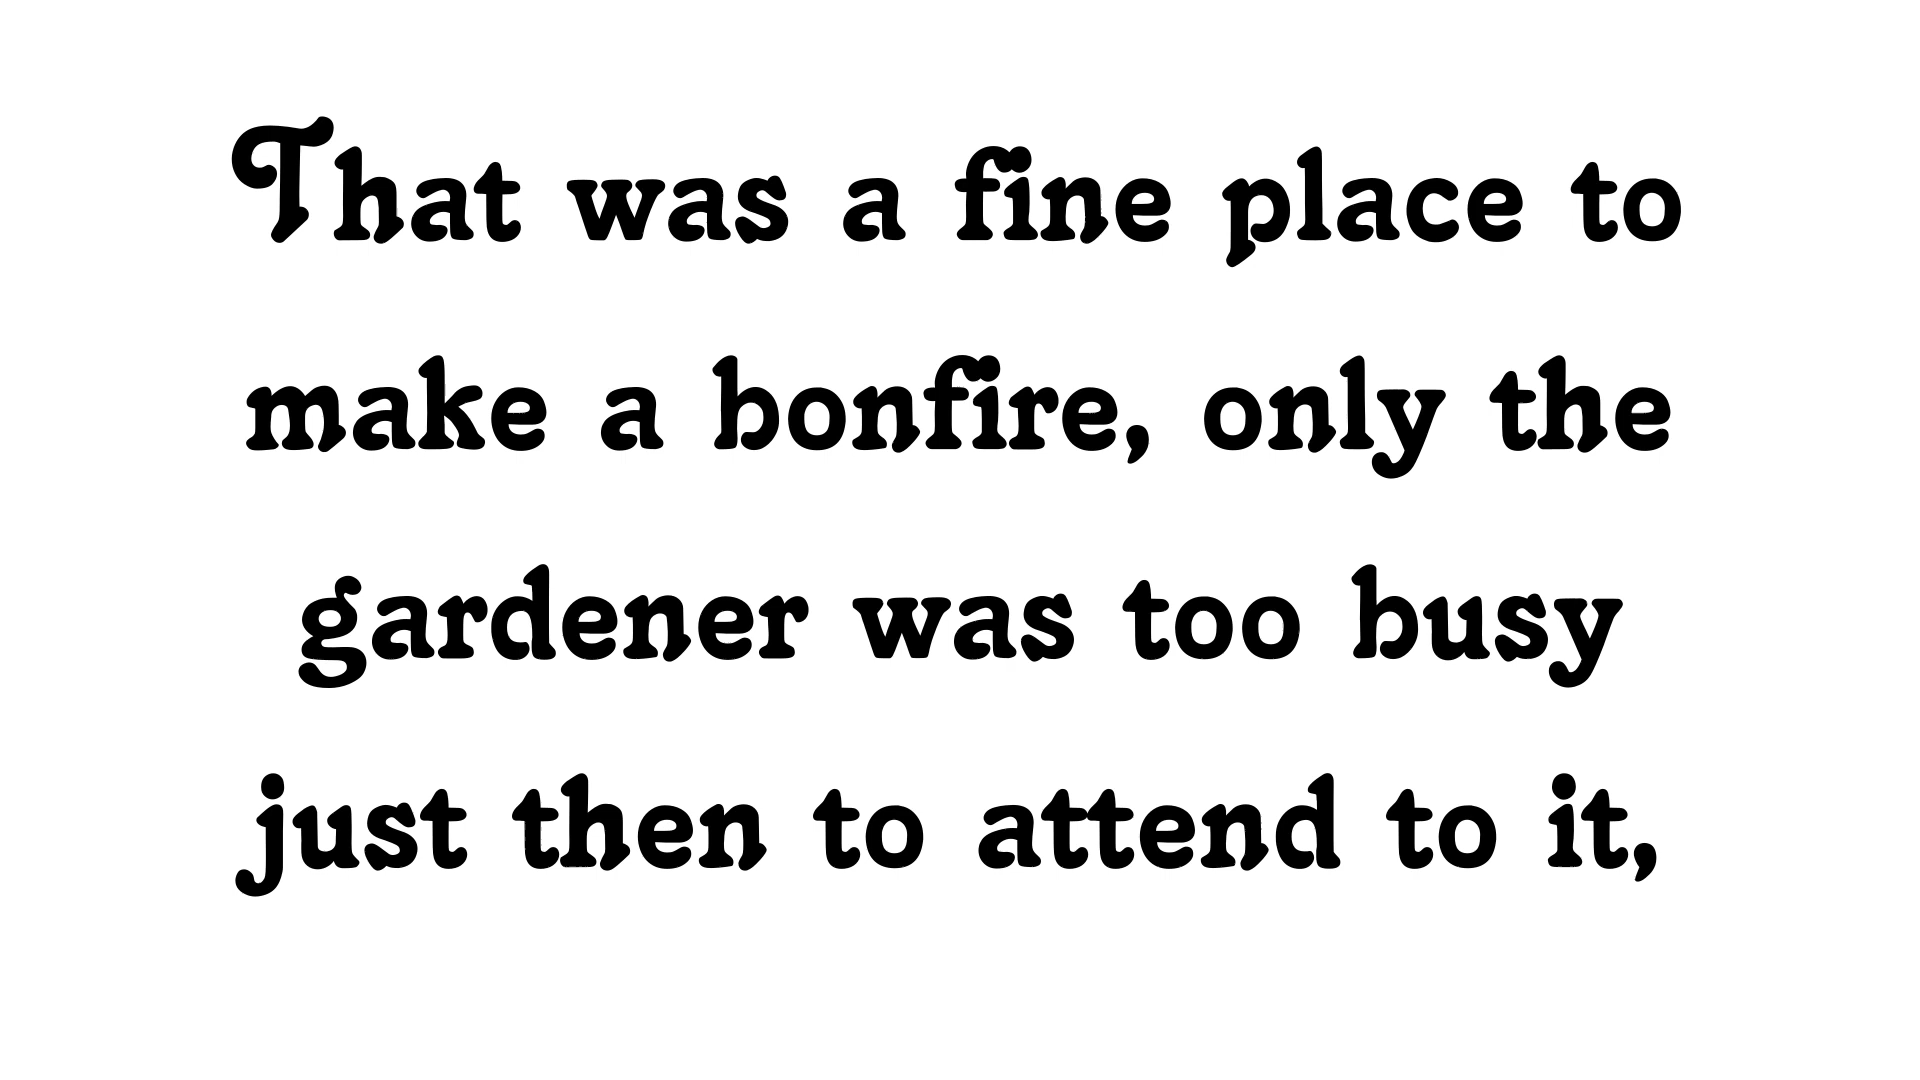 That was a fine place to
make a bonfire, only the
gardener was too busy
just then to attend to it,